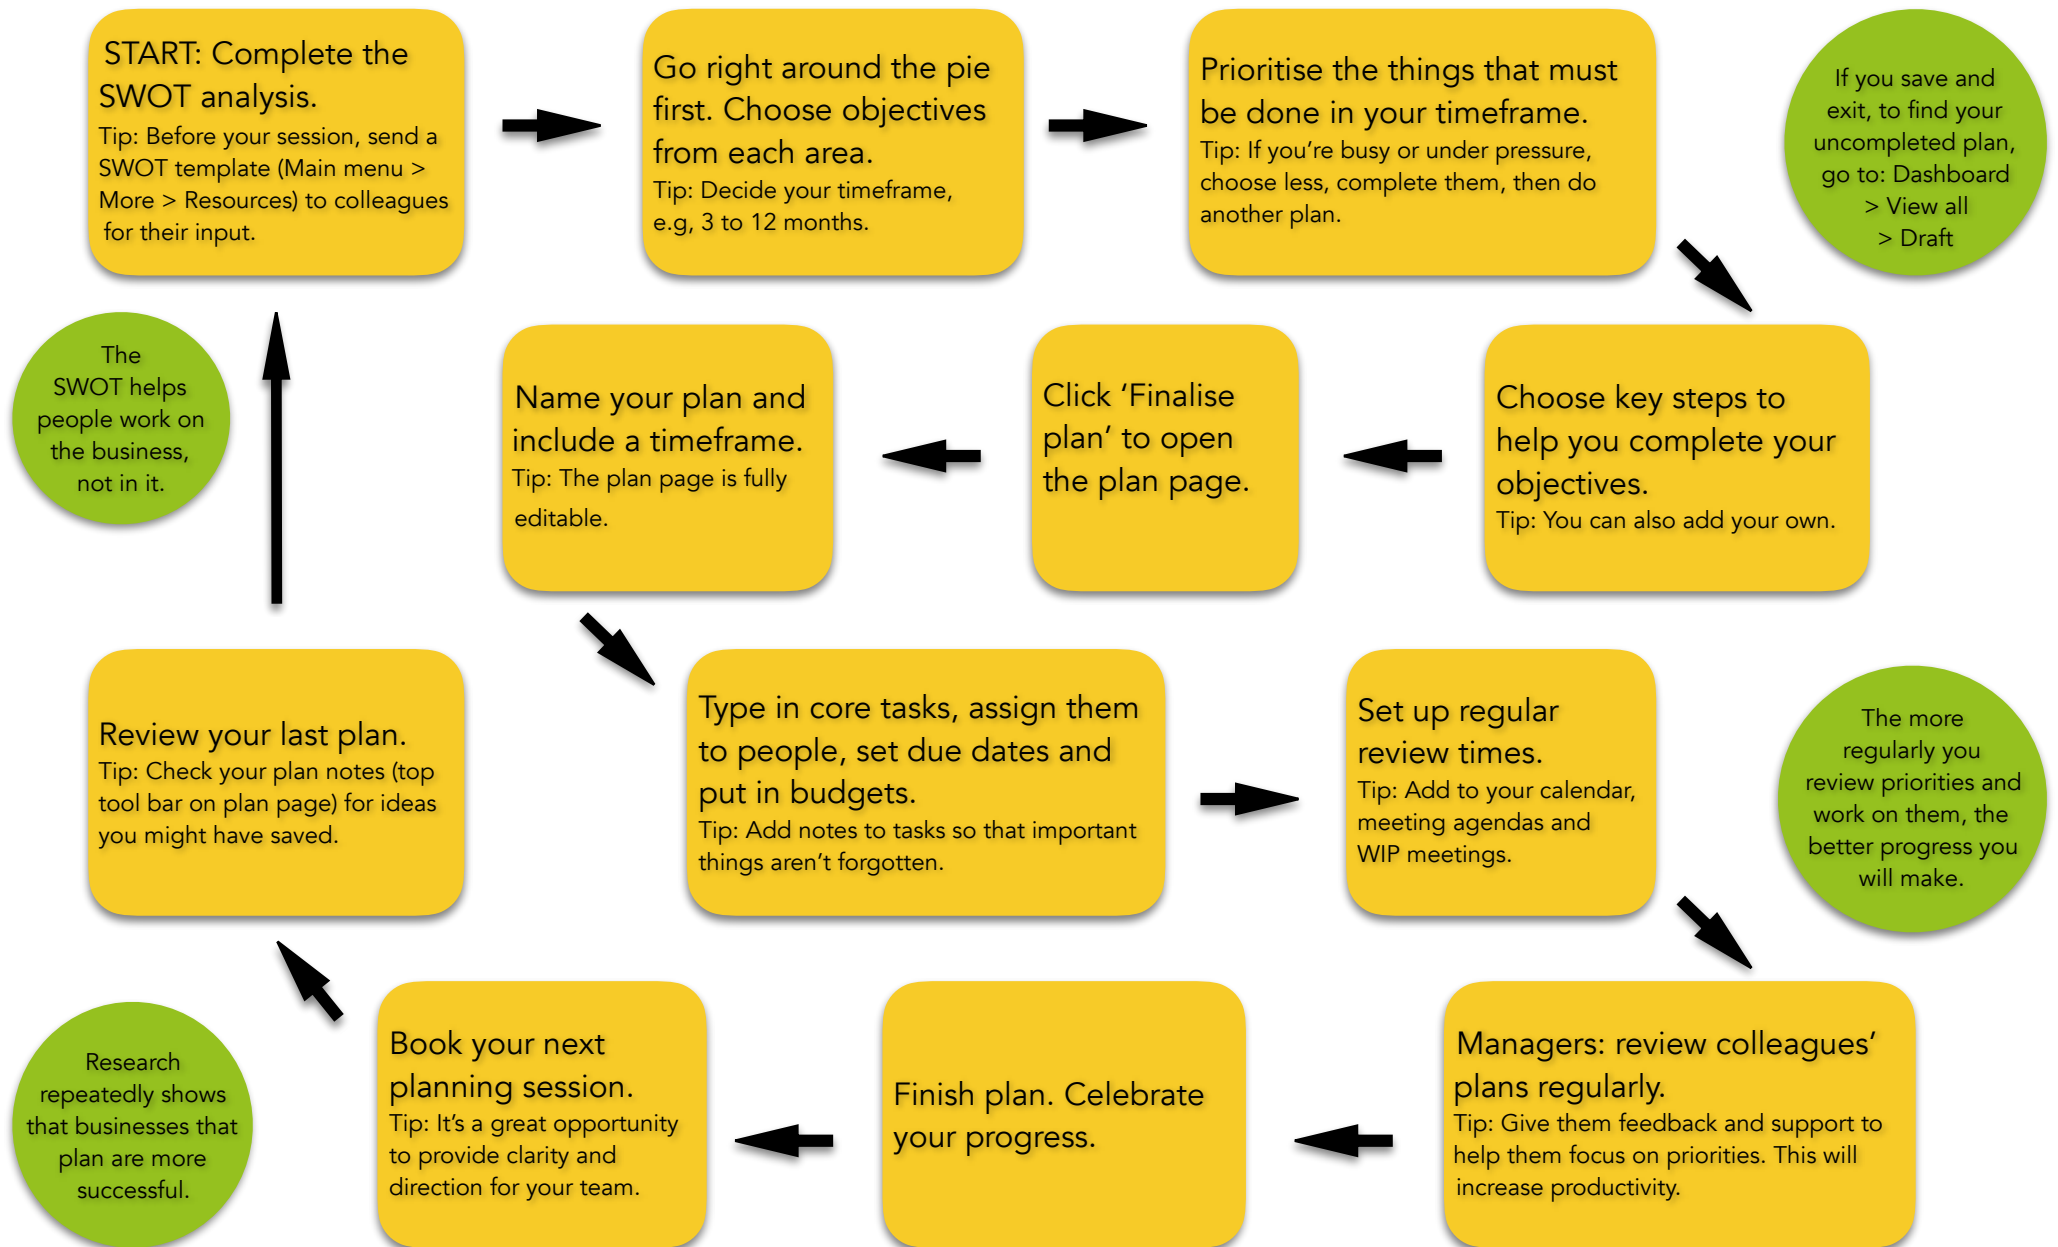 START: Complete the
SWOT analysis.
Tip: Before your session, send a
SWOT template (Main menu >
More > Resources) to colleagues
for their input.
Go right around the pie
first. Choose objectives
from each area.
Tip: Decide your timeframe,
e.g, 3 to 12 months.
Prioritise the things that must
be done in your timeframe.
Tip: If you're busy or under pressure,
choose less, complete them, then do
another plan.
If you save and
exit, to find your
uncompleted plan,
go to: Dashboard
> View all
> Draft
Choose key steps to
help you complete your
objectives.
Tip: You can also add your own.
Click ‘Finalise
plan’ to open
the plan page.
Name your plan and
include a timeframe.
Tip: The plan page is fully
editable.
The
SWOT helps
people work on
the business,
not in it.
Type in core tasks, assign them
to people, set due dates and
put in budgets.
Tip: Add notes to tasks so that important
things aren't forgotten.
Set up regular
review times.
Tip: Add to your calendar,
meeting agendas and
WIP meetings.
The more
regularly you
review priorities and
work on them, the
better progress you
will make.
Managers: review colleagues’
plans regularly.
Tip: Give them feedback and support to
help them focus on priorities. This will
increase productivity.
Finish plan. Celebrate
your progress.
Book your next
planning session.
Tip: It's a great opportunity
to provide clarity and
direction for your team.
Review your last plan.
Tip: Check your plan notes (top
tool bar on plan page) for ideas
you might have saved.
Research
repeatedly shows
that businesses that
plan are more
successful.